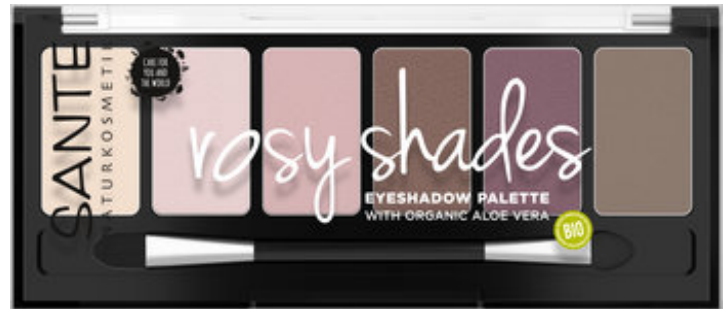 SANTE
NATURKOSMETIK
CARE FOR
YOU AND
THE WORLD
rosy shades
EYESHADOW PALETTE
WITH ORGANIC ALOE VERA
BIO